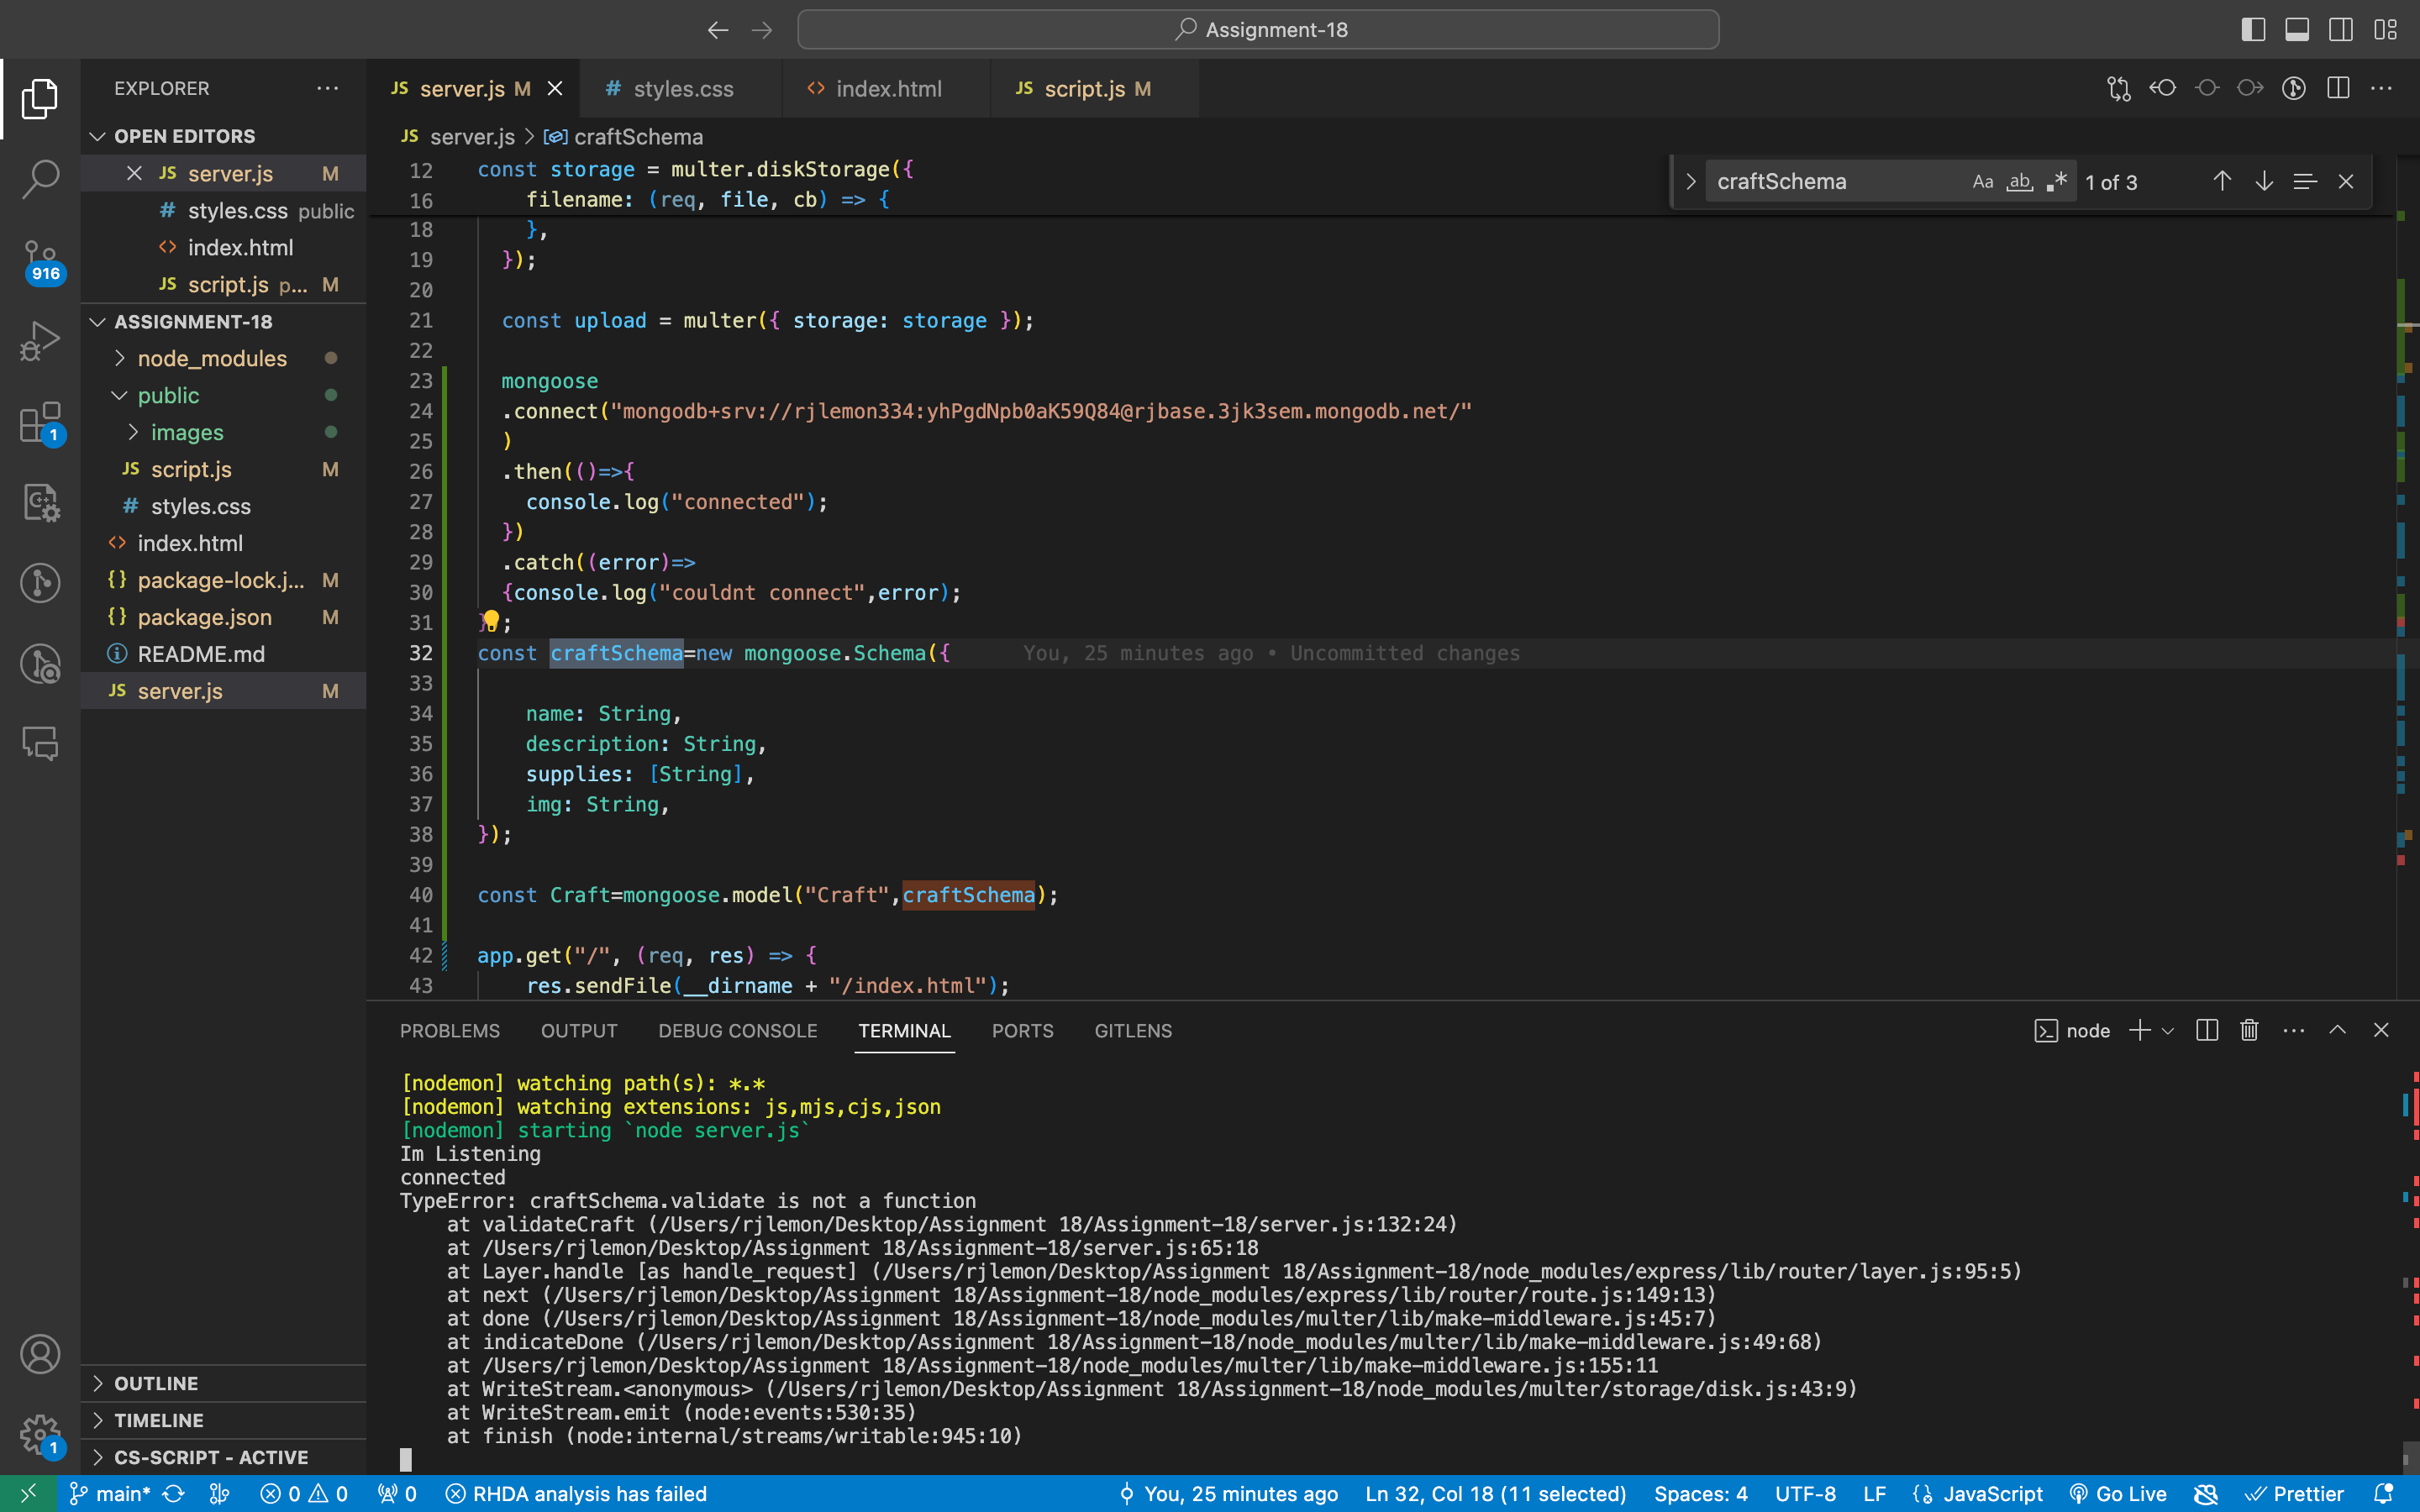 Assignment-18
EXPLORER
OPEN EDITORS
JS server.js M
# styles.css public
<> index.html
JS script.js p... M
ASSIGNMENT-18
node_modules
public
images
JS script.js M
# styles.css
<> index.html
{} package-lock.j... M
{} package.json M
README.md
JS server.js M
OUTLINE
TIMELINE
CS-SCRIPT - ACTIVE
916
1
1
JS server.js M
# styles.css
<> index.html
JS script.js M
JS server.js > craftSchema
craftSchema Aa ab .* 1 of 3
12 const storage = multer.diskStorage({
16 filename: (req, file, cb) => {
18 },
19 });
20
21 const upload = multer({ storage: storage });
22
23 mongoose
24 .connect("mongodb+srv://rjlemon334:yhPgdNpb0aK59Q84@rjbase.3jk3sem.mongodb.net/"
25 )
26 .then(()=>{
27 console.log("connected");
28 })
29 .catch((error)=>
30 {console.log("couldnt connect",error);
31 };
32 const craftSchema=new mongoose.Schema({ You, 25 minutes ago • Uncommitted changes
33
34 name: String,
35 description: String,
36 supplies: [String],
37 img: String,
38 });
39
40 const Craft=mongoose.model("Craft",craftSchema);
41
42 app.get("/", (req, res) => {
43 res.sendFile(__dirname + "/index.html");
PROBLEMS OUTPUT DEBUG CONSOLE TERMINAL PORTS GITLENS
node
[nodemon] watching path(s): *.*
[nodemon] watching extensions: js,mjs,cjs,json
[nodemon] starting `node server.js`
Im Listening
connected
TypeError: craftSchema.validate is not a function
at validateCraft (/Users/rjlemon/Desktop/Assignment 18/Assignment-18/server.js:132:24)
at /Users/rjlemon/Desktop/Assignment 18/Assignment-18/server.js:65:18
at Layer.handle [as handle_request] (/Users/rjlemon/Desktop/Assignment 18/Assignment-18/node_modules/express/lib/router/layer.js:95:5)
at next (/Users/rjlemon/Desktop/Assignment 18/Assignment-18/node_modules/express/lib/router/route.js:149:13)
at done (/Users/rjlemon/Desktop/Assignment 18/Assignment-18/node_modules/multer/lib/make-middleware.js:45:7)
at indicateDone (/Users/rjlemon/Desktop/Assignment 18/Assignment-18/node_modules/multer/lib/make-middleware.js:49:68)
at /Users/rjlemon/Desktop/Assignment 18/Assignment-18/node_modules/multer/lib/make-middleware.js:155:11
at WriteStream.<anonymous> (/Users/rjlemon/Desktop/Assignment 18/Assignment-18/node_modules/multer/storage/disk.js:43:9)
at WriteStream.emit (node:events:530:35)
at finish (node:internal/streams/writable:945:10)
main* 0 0 0 RHDA analysis has failed You, 25 minutes ago Ln 32, Col 18 (11 selected) Spaces: 4 UTF-8 LF JavaScript Go Live Prettier